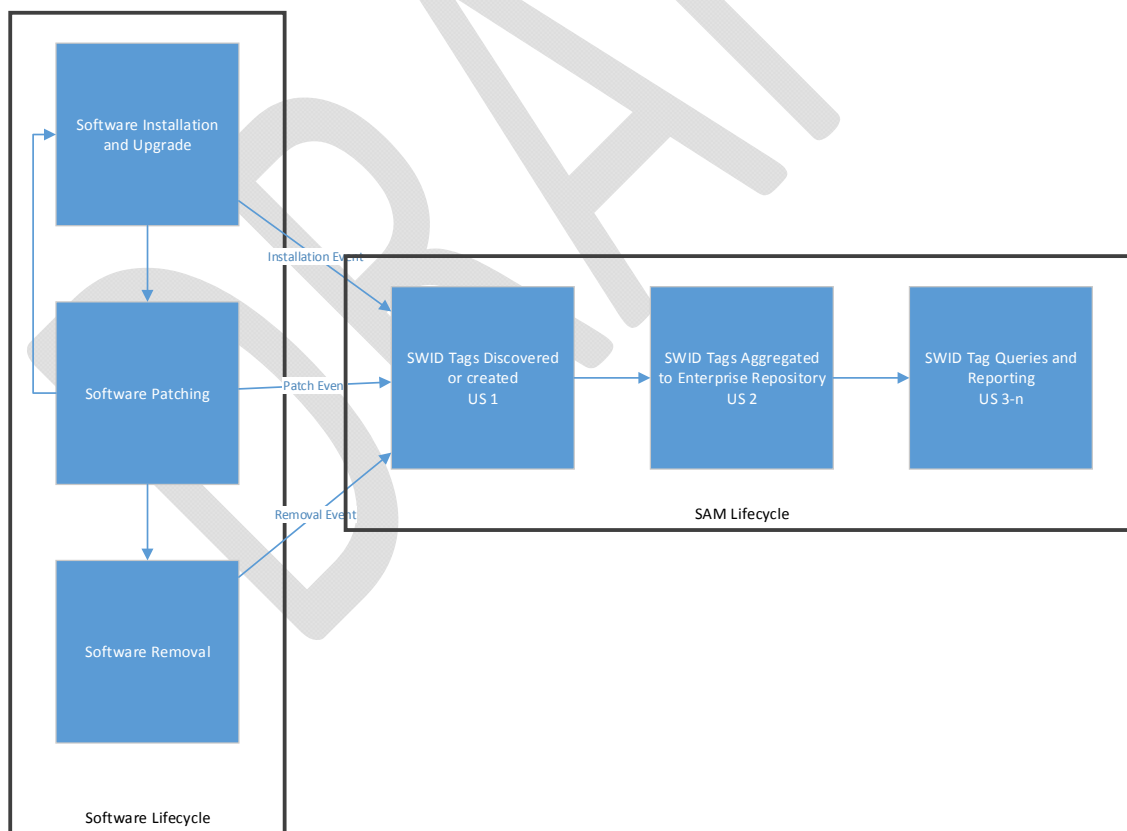 Software Installation
and Upgrade
Installation Event
Software Patching
Patch Event
SWID Tags Discovered
or created
US 1
SWID Tags Aggregated
to Enterprise Repository
US 2
SWID Tag Queries and
Reporting
US 3-n
Removal Event
SAM Lifecycle
Software Removal
Software Lifecycle
DRA